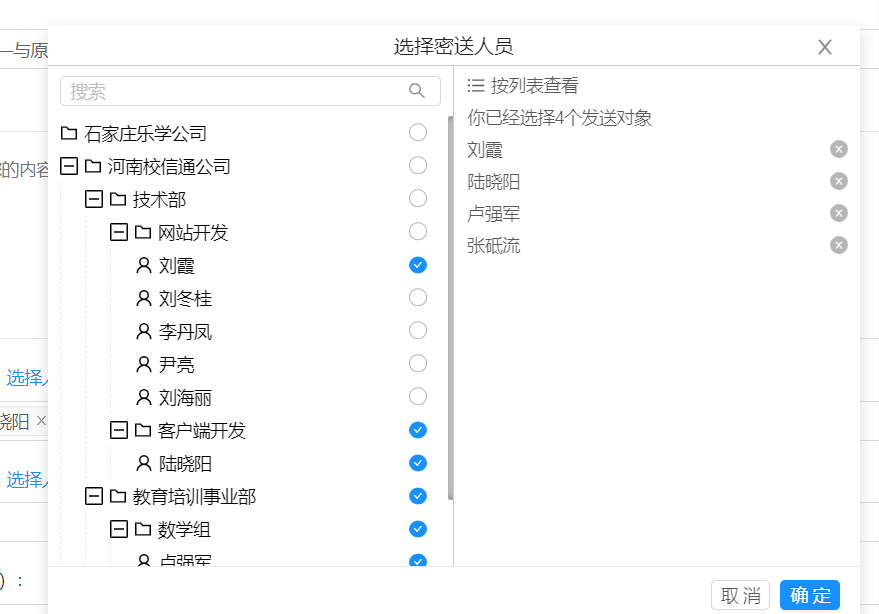 选择密送人员
—与原
搜索
石家庄乐学公司
河南校信通公司
技术部
网站开发
刘霞
刘冬桂
李丹凤
尹亮
刘海丽
客户端开发
陆晓阳
教育培训事业部
数学组
卢强军
按列表查看
你已经选择4个发送对象
刘霞
陆晓阳
卢强军
张砥流
的内容
选择
晓阳
选择
) :
取消
确定